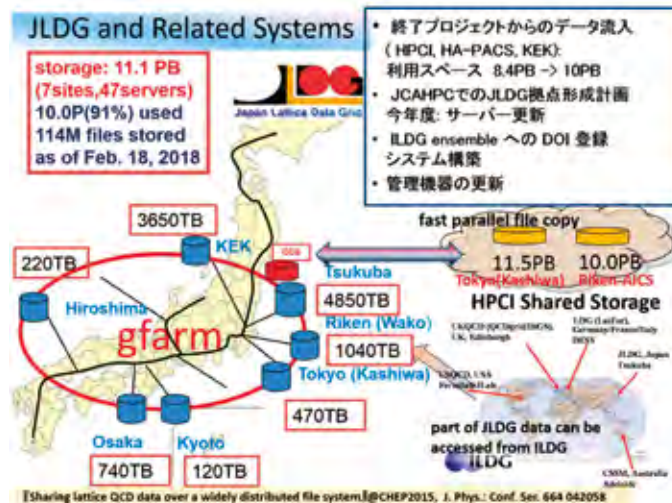 JLDG and Related Systems
storage: 11.1 PB
(7sites,47servers)
10.0P(91%) used
114M files stored
as of Feb. 18, 2018
Japan Lattice Data Grid
• 終了プロジェクトからのデータ流入
( HPCI, HA-PACS, KEK):
利用スペース 8.4PB -> 10PB
• JCAHPCでのJLDG拠点形成計画
今年度: サーバー更新
• ILDG ensemble への DOI 登録
システム構築
• 管理機器の更新
fast parallel file copy
11.5PB
10.0PB
Tokyo(Kashiwa)
Riken-AICS
HPCI Shared Storage
3650TB
KEK
220TB
Hiroshima
gfarm
Tsukuba
4850TB
Riken (Wako)
1040TB
Tokyo (Kashiwa)
470TB
Osaka
740TB
Kyoto
120TB
UK, Edinburgh
Germany/France/Italy
JLDG, Japan
Tsukuba
CSSM, Australia
part of JLDG data can be
accessed from ILDG
ILDG
「Sharing lattice QCD data over a widely distributed file system」@CHEP2015, J. Phys.: Conf. Ser. 664 042058